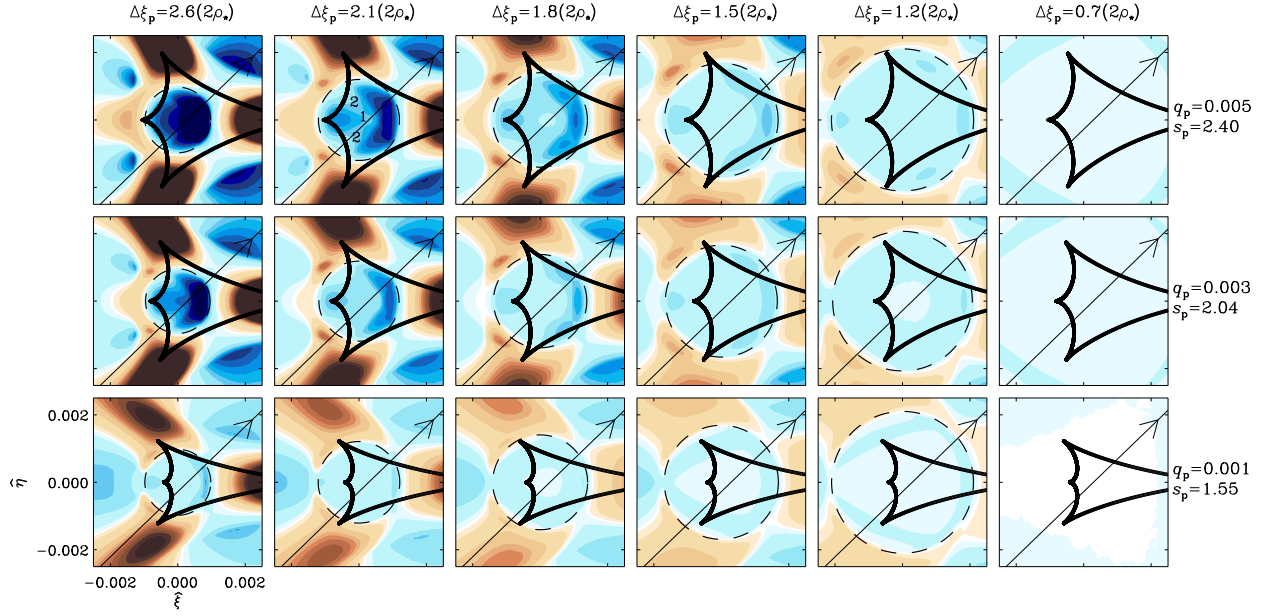 Δξp=2.6(2ρ⋆) Δξp=2.1(2ρ⋆) Δξp=1.8(2ρ⋆) Δξp=1.5(2ρ⋆) Δξp=1.2(2ρ⋆) Δξp=0.7(2ρ⋆)
2
1
2
qp=0.005
sp=2.40
qp=0.003
sp=2.04
0.002
0.000
−0.002
η̂
qp=0.001
sp=1.55
−0.002 0.000 0.002
ξ̂